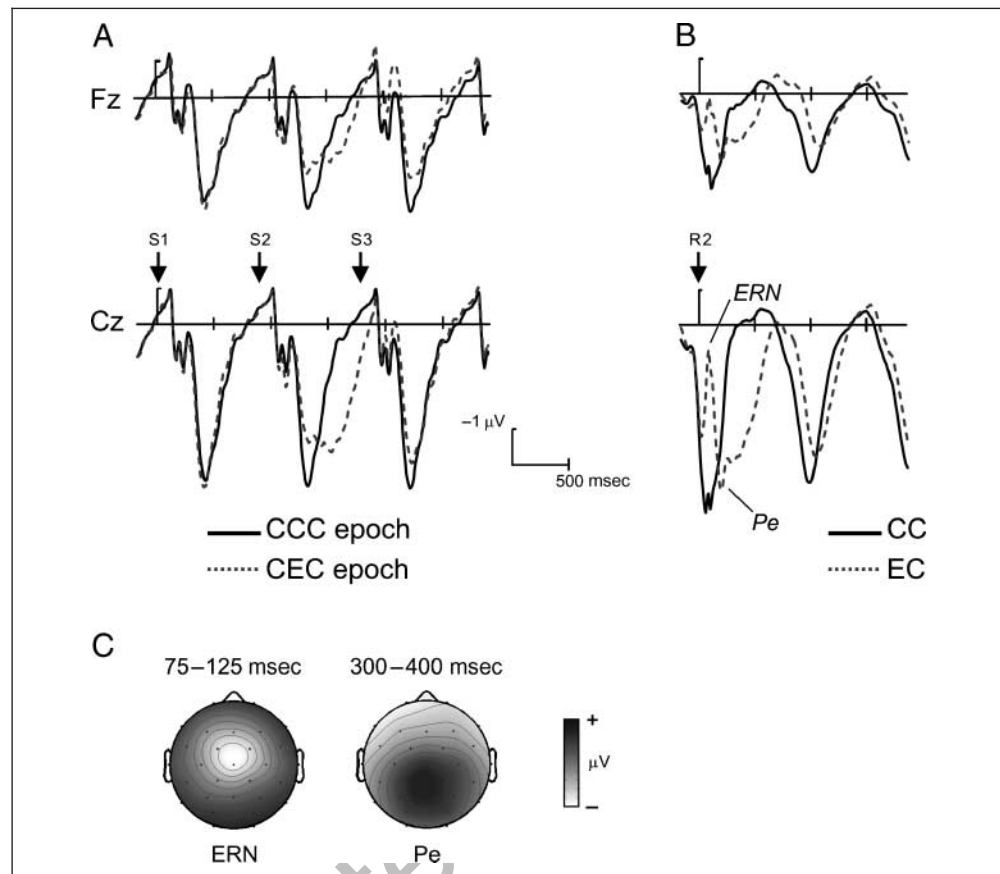 A
B
Fz
S1 S2 S3
R2
ERN
Cz
–1 μV
500 msec
Pe
CCC epoch
CEC epoch
CC
EC
C
75–125 msec
300–400 msec
+
μV
–
ERN
Pe